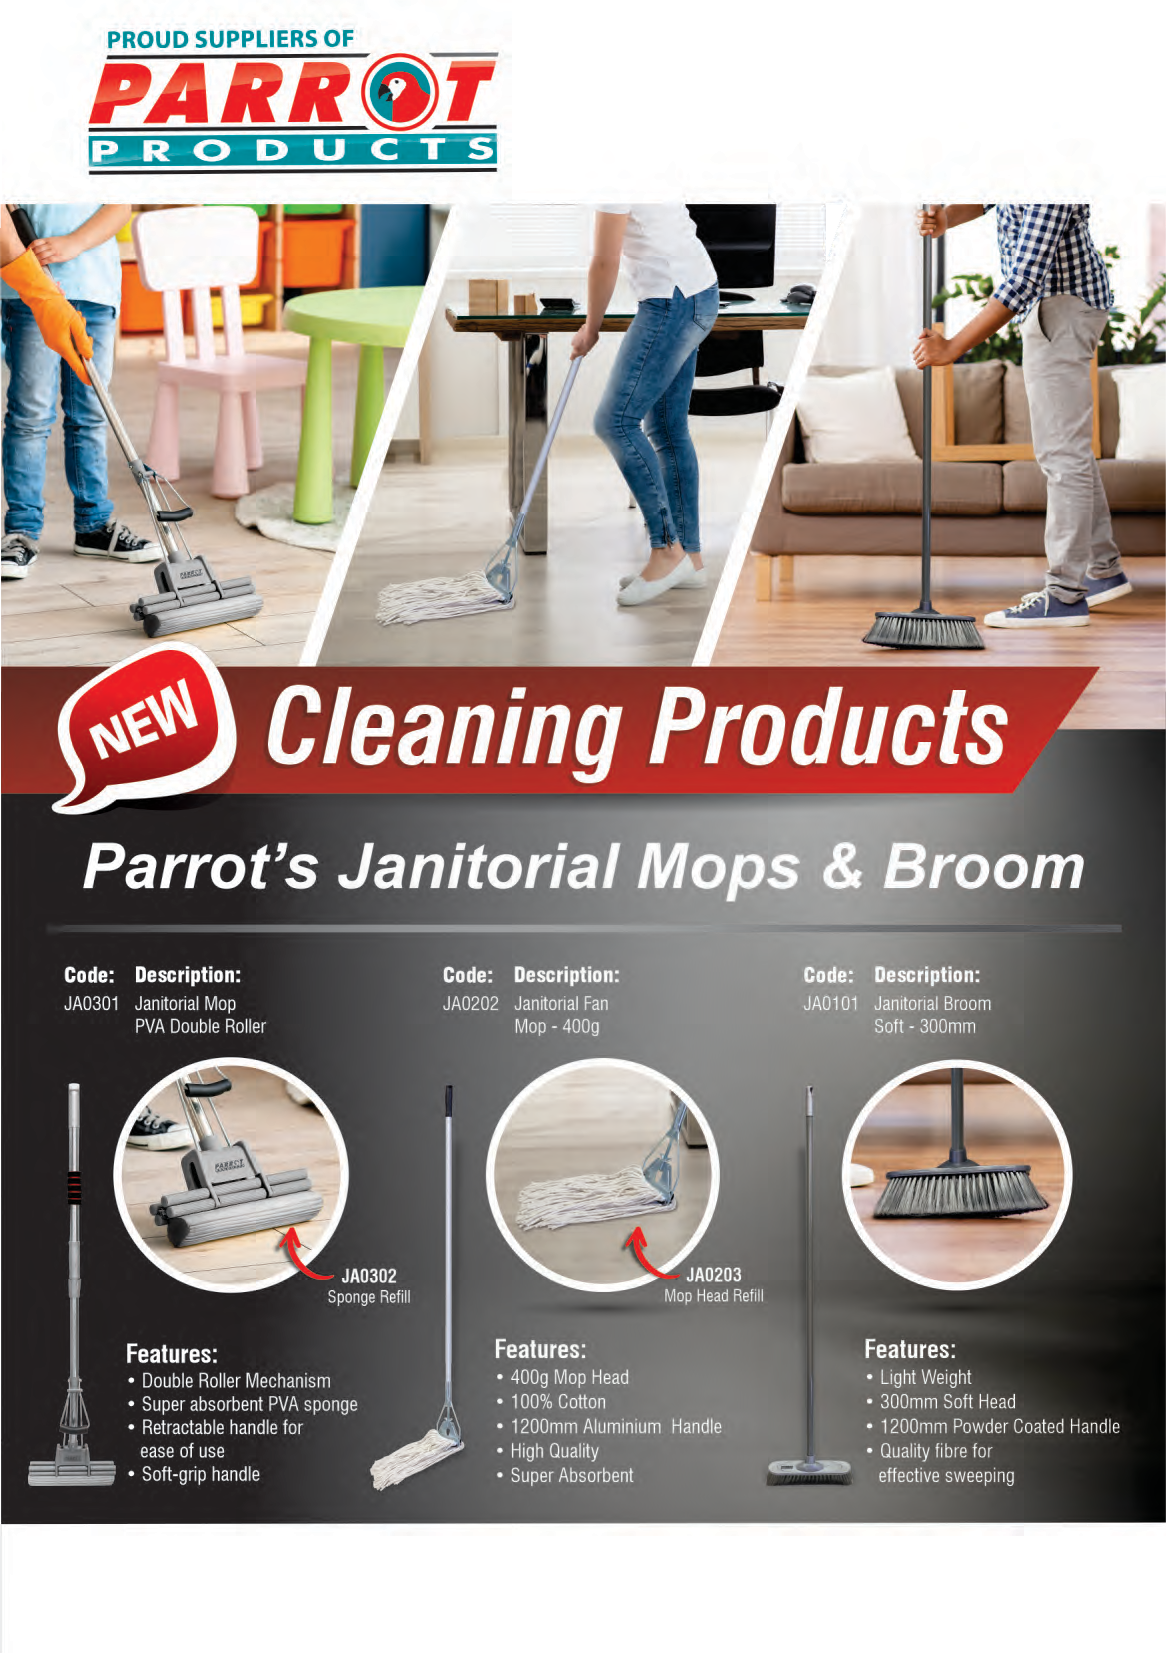 PROUD SUPPLIERS OF
PARROT
PRODUCTS
PARROT
NEW
Cleaning Products
Parrot's Janitorial Mops & Broom
Code: Description:
JA0301 Janitorial Mop
PVA Double Roller
PARROT
JA0302
Sponge Refill
Features:
• Double Roller Mechanism
• Super absorbent PVA sponge
• Retractable handle for
ease of use
• Soft-grip handle
Code: Description:
JA0202 Janitorial Fan
Mop - 400g
JA0203
Mop Head Refill
Features:
• 400g Mop Head
• 100% Cotton
• 1200mm Aluminium Handle
• High Quality
• Super Absorbent
Code: Description:
JA0101 Janitorial Broom
Soft - 300mm
Features:
• Light Weight
• 300mm Soft Head
• 1200mm Powder Coated Handle
• Quality fibre for
effective sweeping